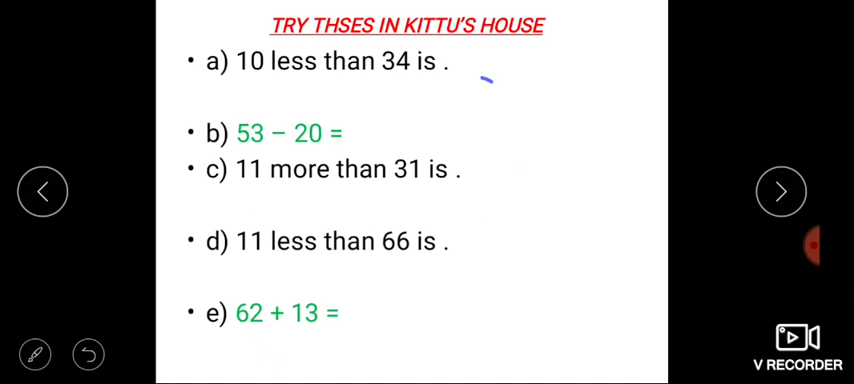 TRY THSES IN KITTU'S HOUSE
• a) 10 less than 34 is .
• b) 53 – 20 =
• c) 11 more than 31 is .
• d) 11 less than 66 is .
• e) 62 + 13 =
V RECORDER